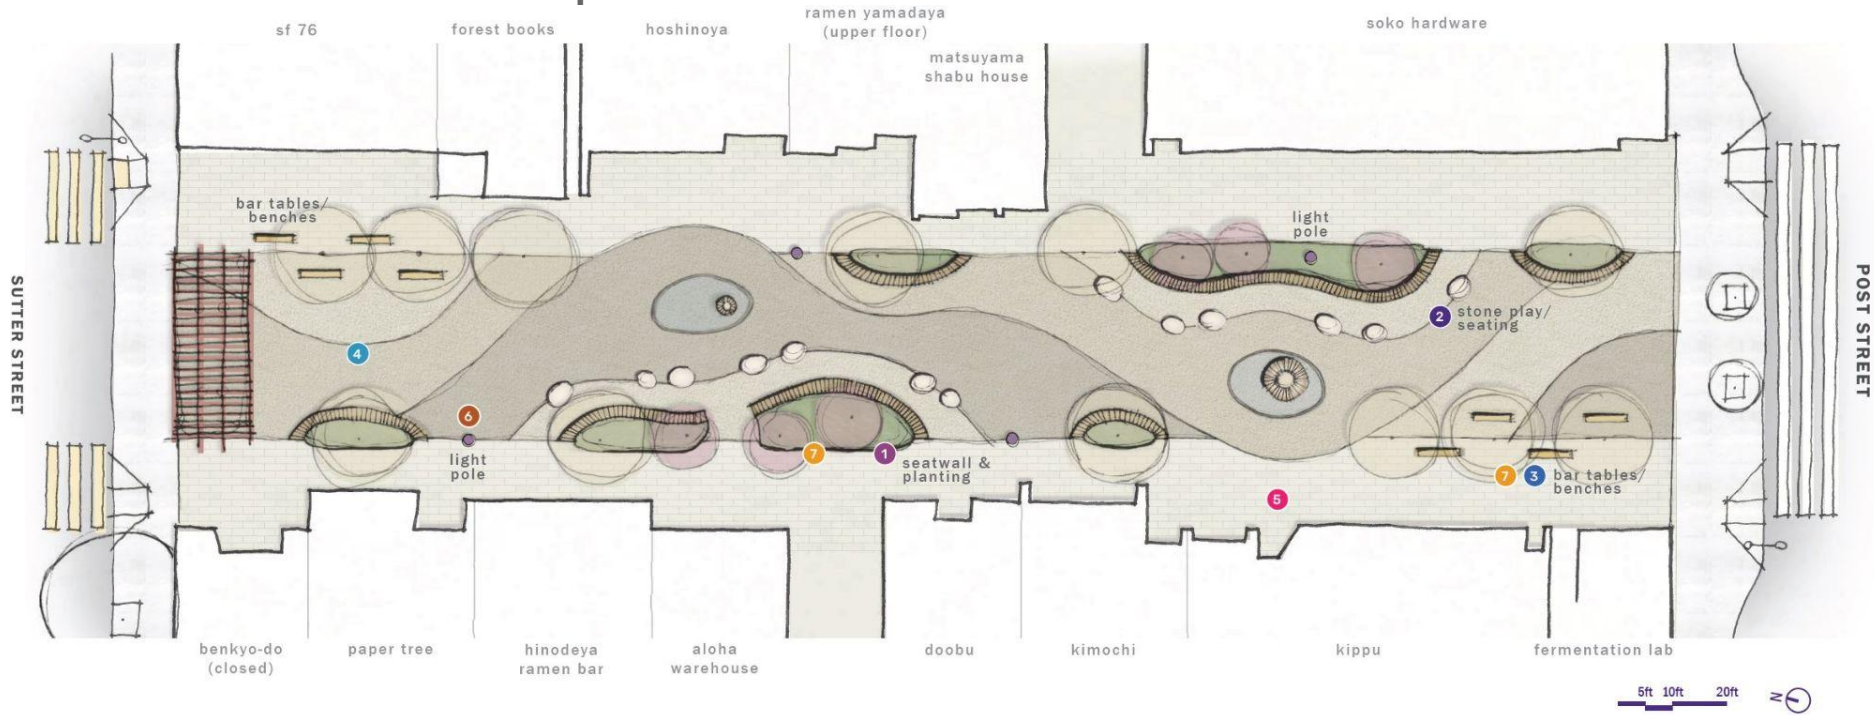 sf 76
forest books
hoshinoya
ramen yamadaya
(upper floor)
matsuyama
shabu house
soko hardware
bar tables/
benches
light
pole
SUTTER STREET
POST STREET
2 stone play/
seating
4
6
light
pole
7
1 seatwall &
planting
5
7
3 bar tables/
benches
benkyo-do
(closed)
paper tree
hinodeya
ramen bar
aloha
warehouse
doobu
kimochi
kippu
fermentation lab
5ft 10ft 20ft
N